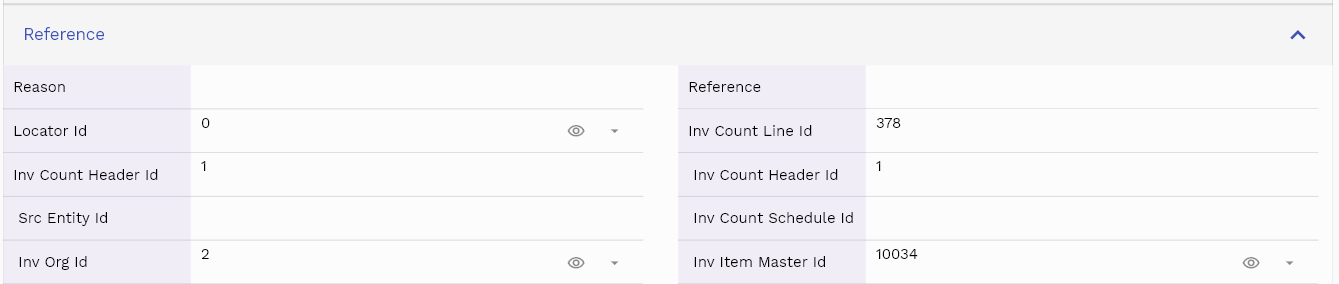 Reference
Reason
Reference
Locator Id 0
Inv Count Line Id 378
Inv Count Header Id 1
Inv Count Header Id 1
Src Entity Id
Inv Count Schedule Id
Inv Org Id 2
Inv Item Master Id 10034